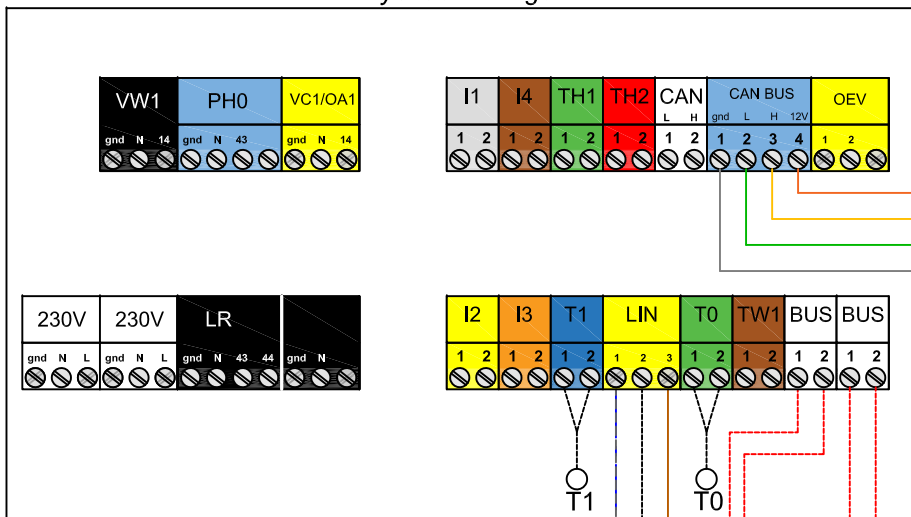 VW1 PH0 VC1/OA1 I1 I4 TH1 TH2 CAN CAN BUS OEV
L H gnd L H 12V
gnd N 14 gnd N 43 gnd N 14 1 2 1 2 1 2 1 2 1 2 1 2 3 4 1 2
230V 230V LR I2 I3 T1 LIN T0 TW1 BUS BUS
gnd N L gnd N L gnd N 43 44 gnd N 1 2 1 2 1 2 1 2 3 1 2 1 2 1 2 1 2
T1 T0